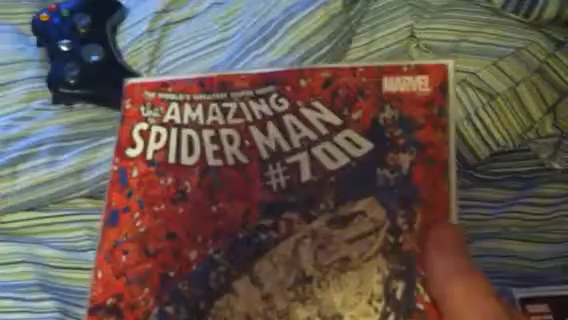 THE WORLD'S GREATEST SUPER HERO!
MARVEL
the AMAZING
SPIDER-MAN
#700